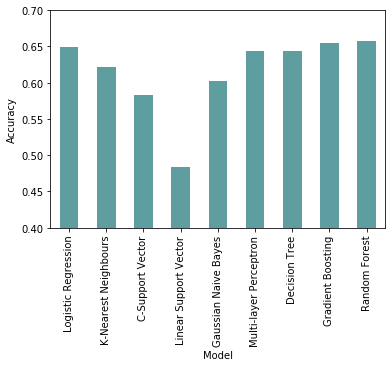 0.70
0.65
0.60
0.55
0.50
0.45
0.40
Accuracy
Logistic Regression
K-Nearest Neighbours
C-Support Vector
Linear Support Vector
Gaussian Naive Bayes
Multi-layer Perceptron
Decision Tree
Gradient Boosting
Random Forest
Model